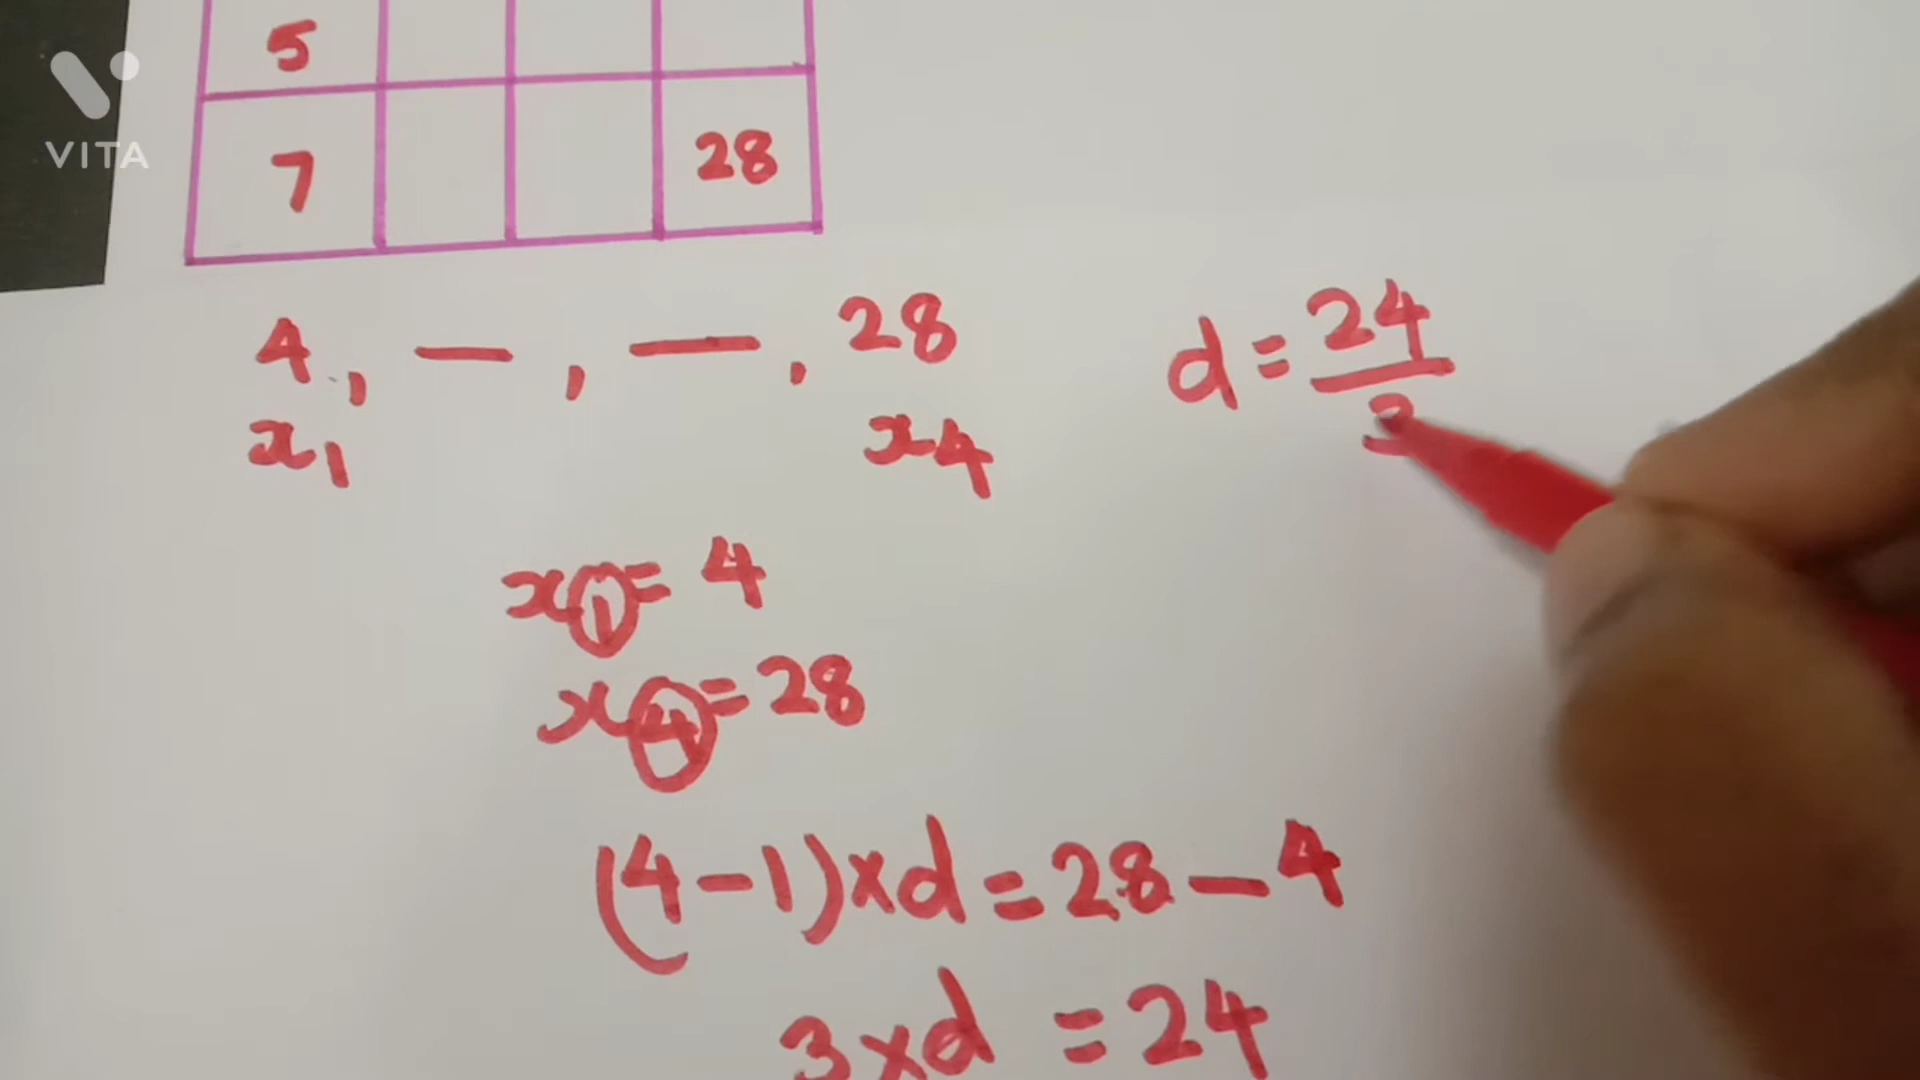 VITA
5
7 28
4, —, —, 28
x₁ x₄
d = 24/3
x₁ = 4
x₄ = 28
(4-1)×d = 28-4
3×d = 24